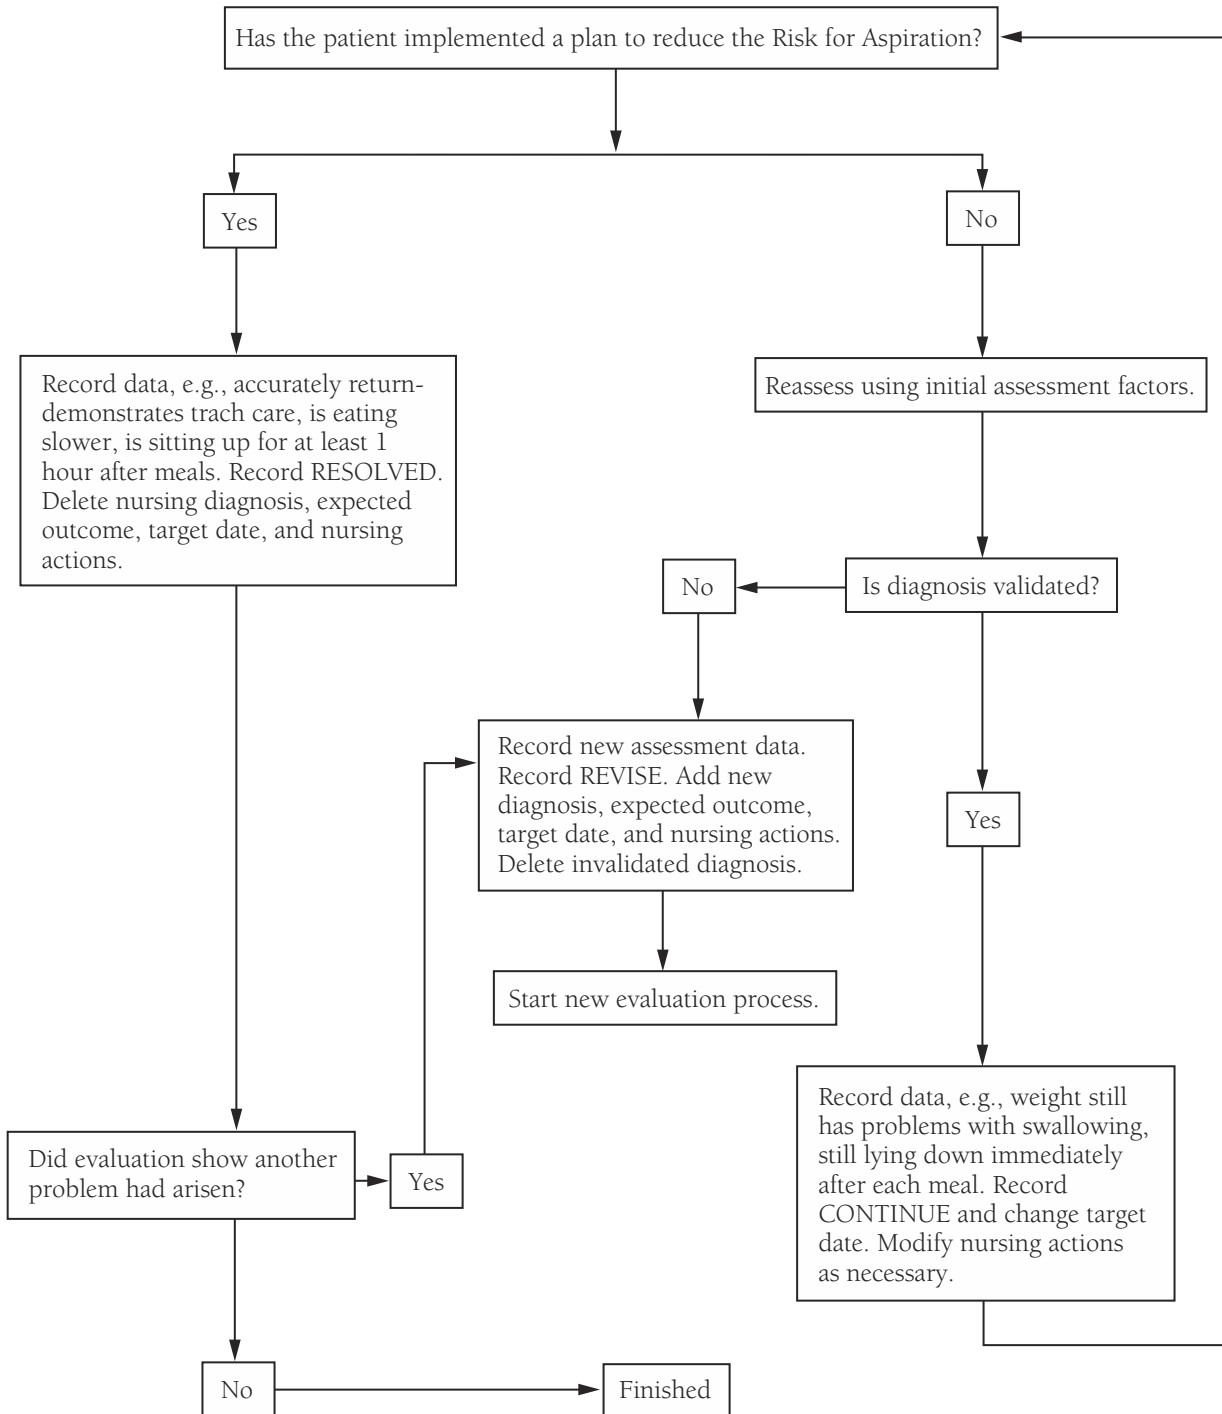 Has the patient implemented a plan to reduce the Risk for Aspiration?
Yes
No
Record data, e.g., accurately return-
demonstrates trach care, is eating
slower, is sitting up for at least 1
hour after meals. Record RESOLVED.
Delete nursing diagnosis, expected
outcome, target date, and nursing
actions.
Reassess using initial assessment factors.
No
Is diagnosis validated?
Record new assessment data.
Record REVISE. Add new
diagnosis, expected outcome,
target date, and nursing actions.
Delete invalidated diagnosis.
Yes
Start new evaluation process.
Record data, e.g., weight still
has problems with swallowing,
still lying down immediately
after each meal. Record
CONTINUE and change target
date. Modify nursing actions
as necessary.
Did evaluation show another
problem had arisen?
Yes
No
Finished